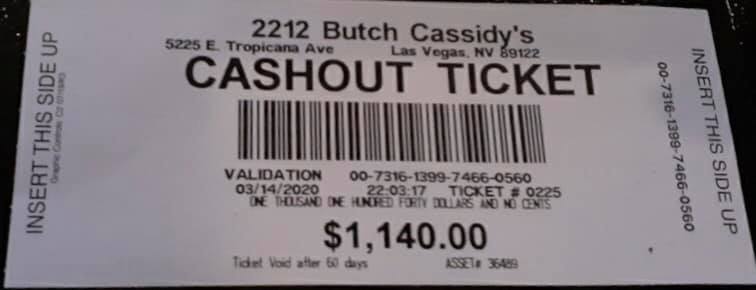 2212 Butch Cassidy's
5225 E. Tropicana Ave Las Vegas, NV 89122
CASHOUT TICKET
VALIDATION 00-7316-1399-7466-0560
03/14/2020 22:03:17 TICKET # 0225
ONE THOUSAND ONE HUNDRED FORTY DOLLARS AND NO CENTS
$1,140.00
Ticket Void after 60 days ASSET# 36489
INSERT THIS SIDE UP
Graphic Controls
INSERT THIS SIDE UP
00-7316-1399-7466-0560